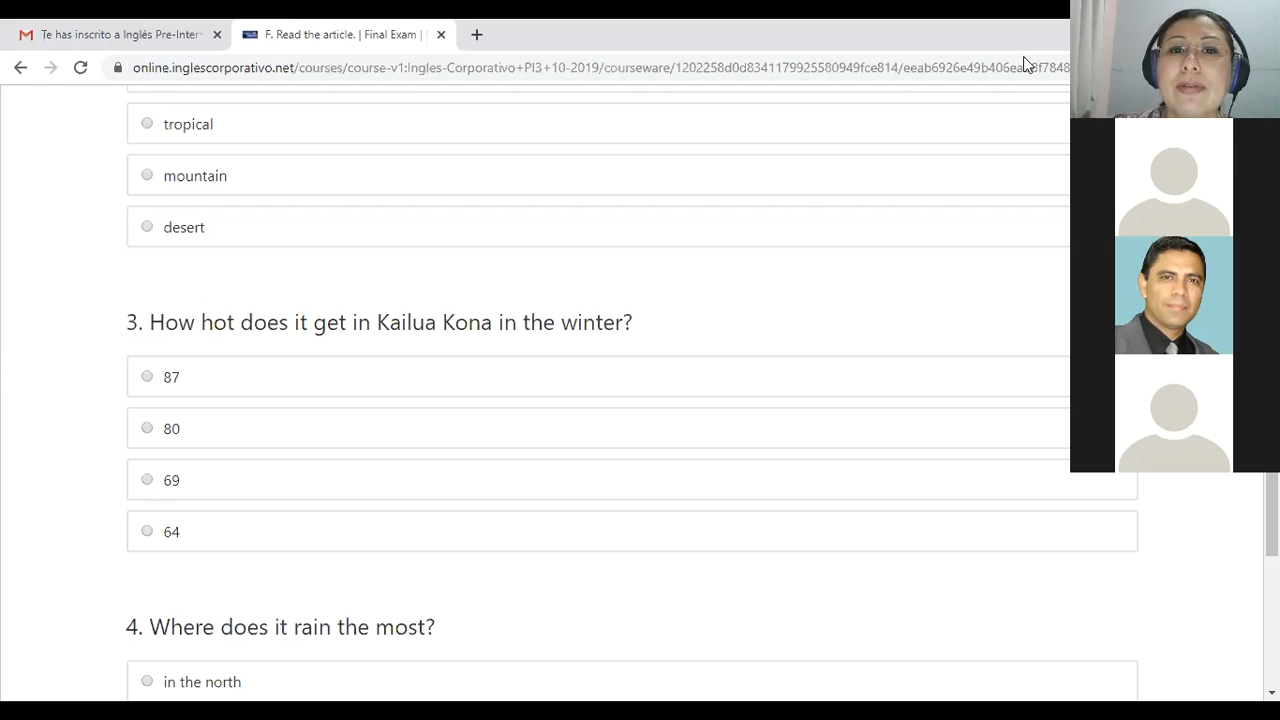 Te has inscrito a Inglés Pre-Inter
F. Read the article. | Final Exam |
online.inglescorporativo.net/courses/course-v1:Ingles-Corporativo+PI3+10-2019/courseware/1202258d0d8341179925580949fce814/eeab6926e49b406ea
tropical
mountain
desert
3. How hot does it get in Kailua Kona in the winter?
87
80
69
64
4. Where does it rain the most?
in the north